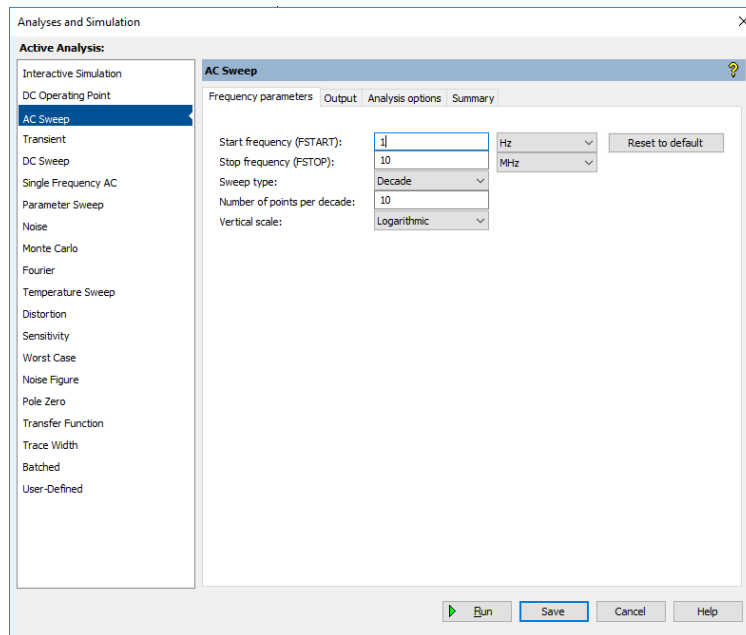 Analyses and Simulation
Active Analysis:
Interactive Simulation
DC Operating Point
AC Sweep
Transient
DC Sweep
Single Frequency AC
Parameter Sweep
Noise
Monte Carlo
Fourier
Temperature Sweep
Distortion
Sensitivity
Worst Case
Noise Figure
Pole Zero
Transfer Function
Trace Width
Batched
User-Defined
AC Sweep
Frequency parameters Output Analysis options Summary
Start frequency (FSTART): 1 Hz Reset to default
Stop frequency (FSTOP): 10 MHz
Sweep type: Decade
Number of points per decade: 10
Vertical scale: Logarithmic
Run Save Cancel Help